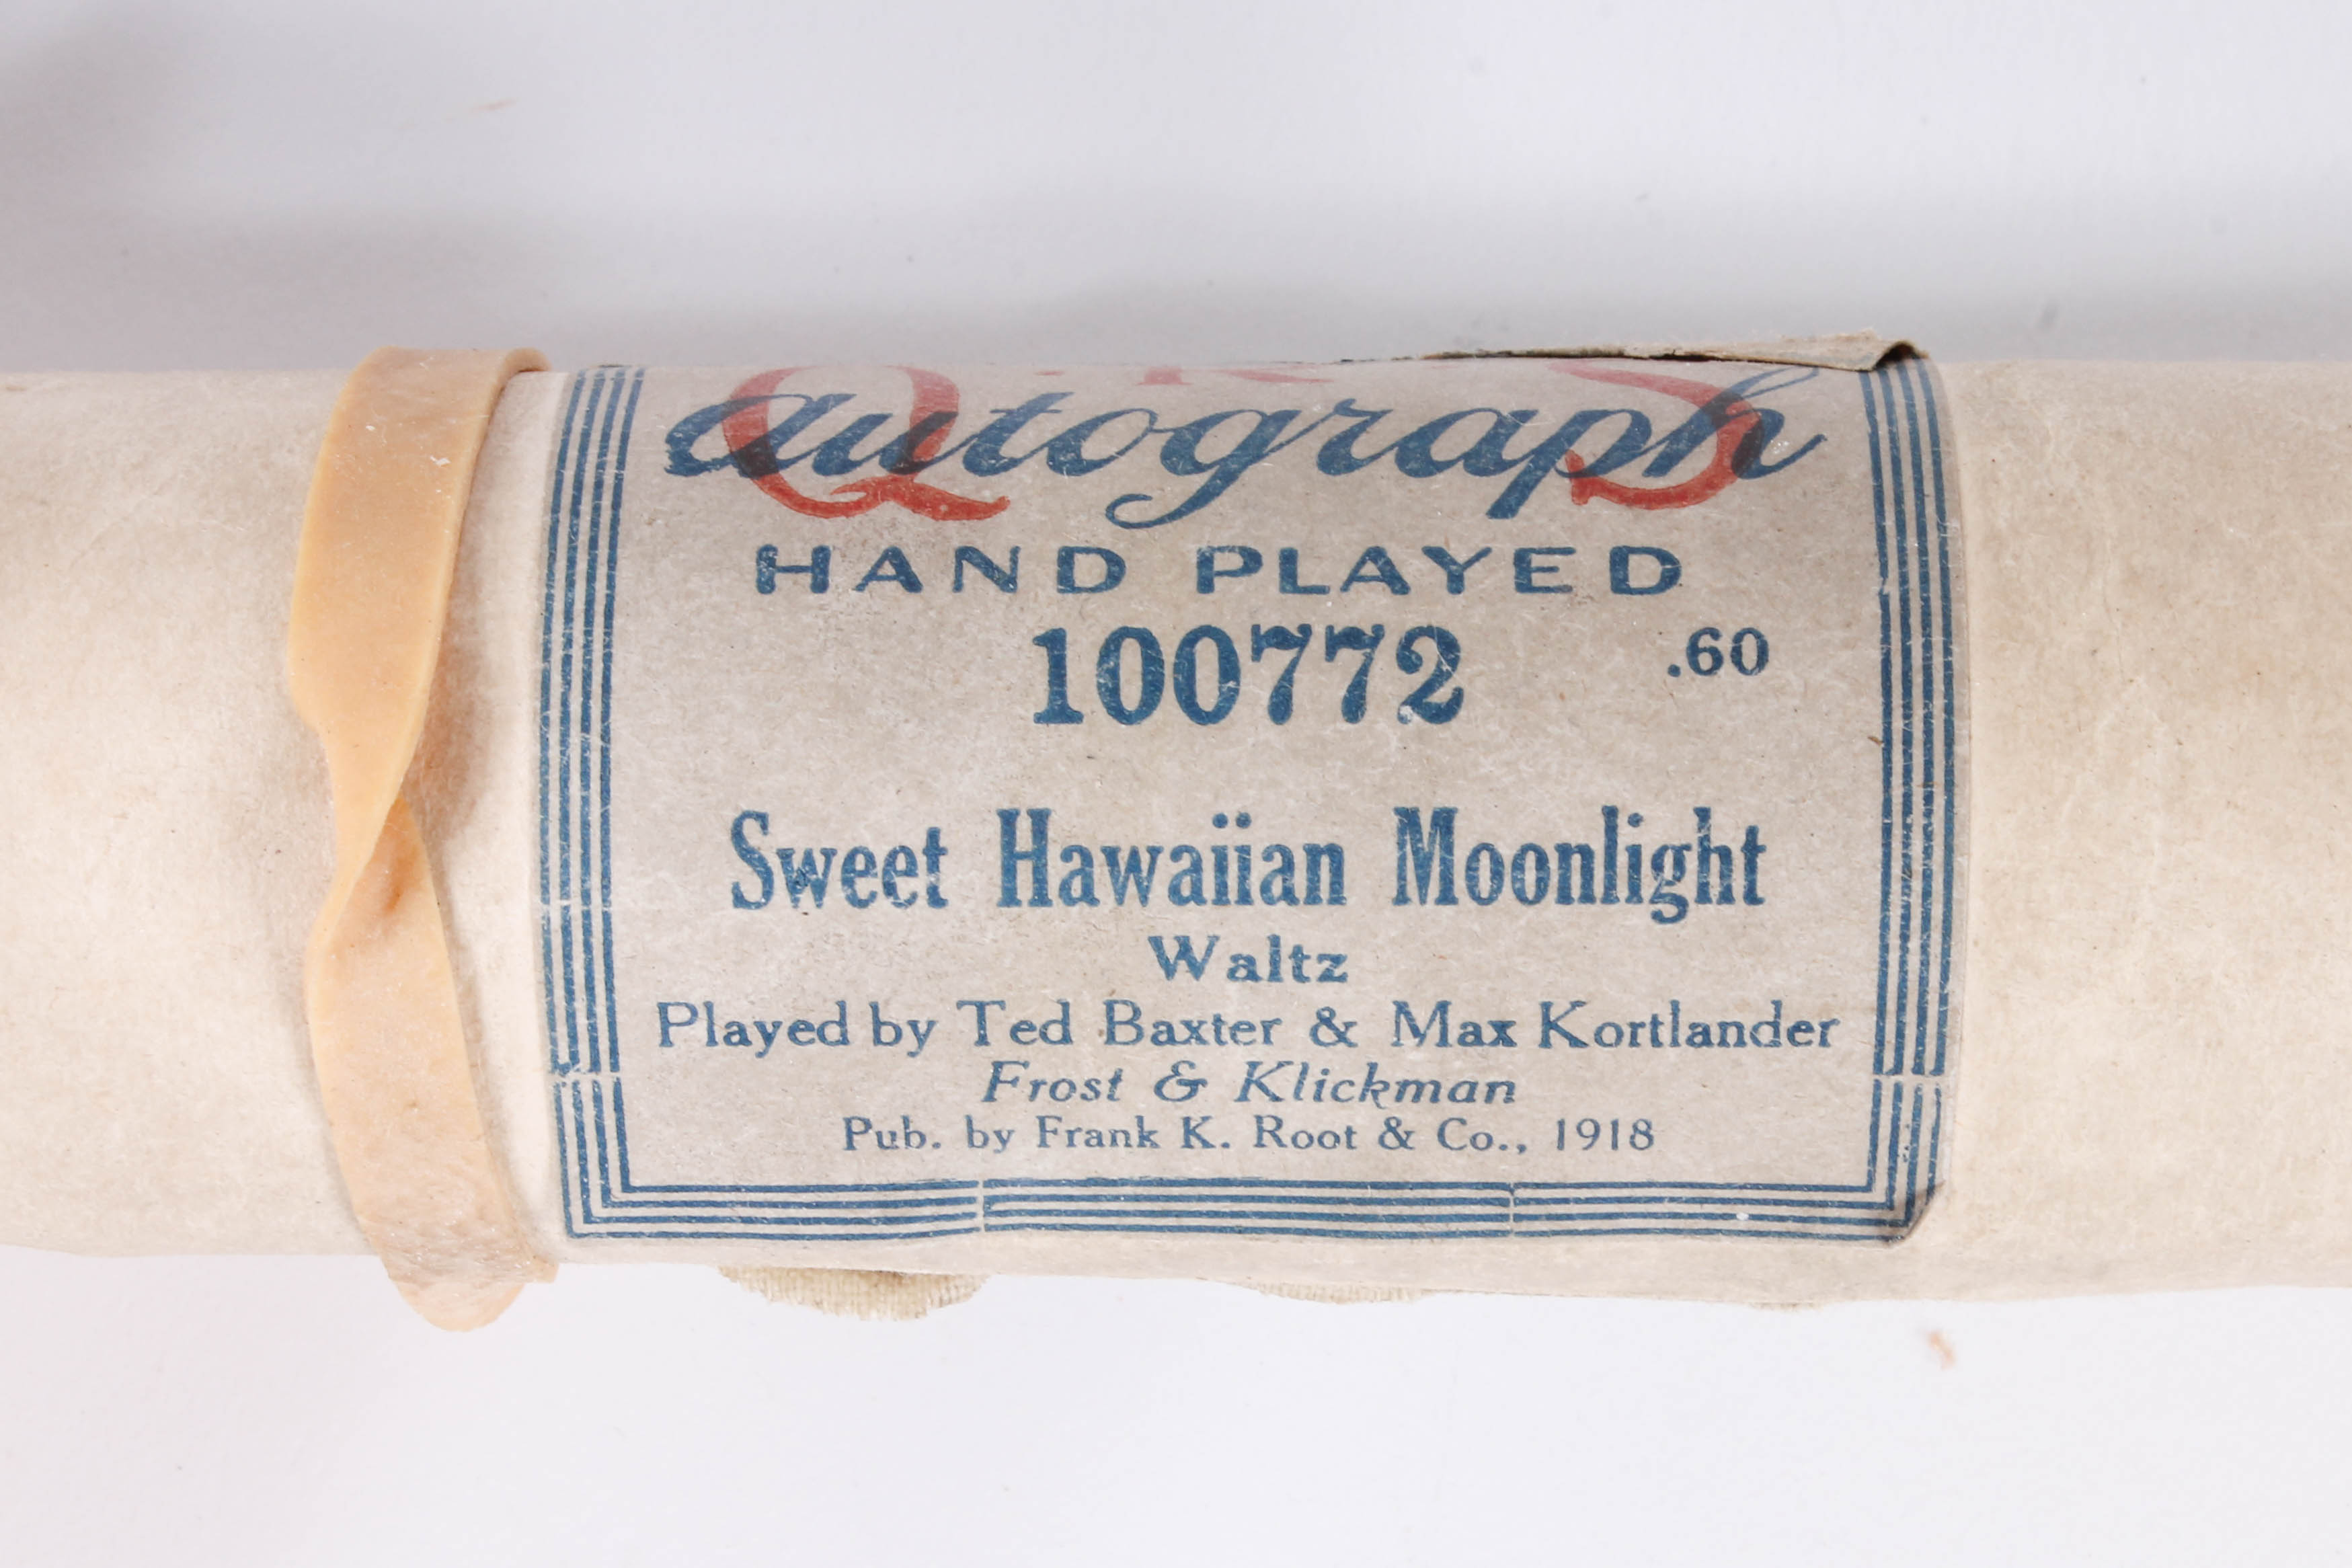 Q·R·S
autograph
HAND PLAYED
100772 .60
Sweet Hawaiian Moonlight
Waltz
Played by Ted Baxter & Max Kortlander
Frost & Klickman
Pub. by Frank K. Root & Co., 1918